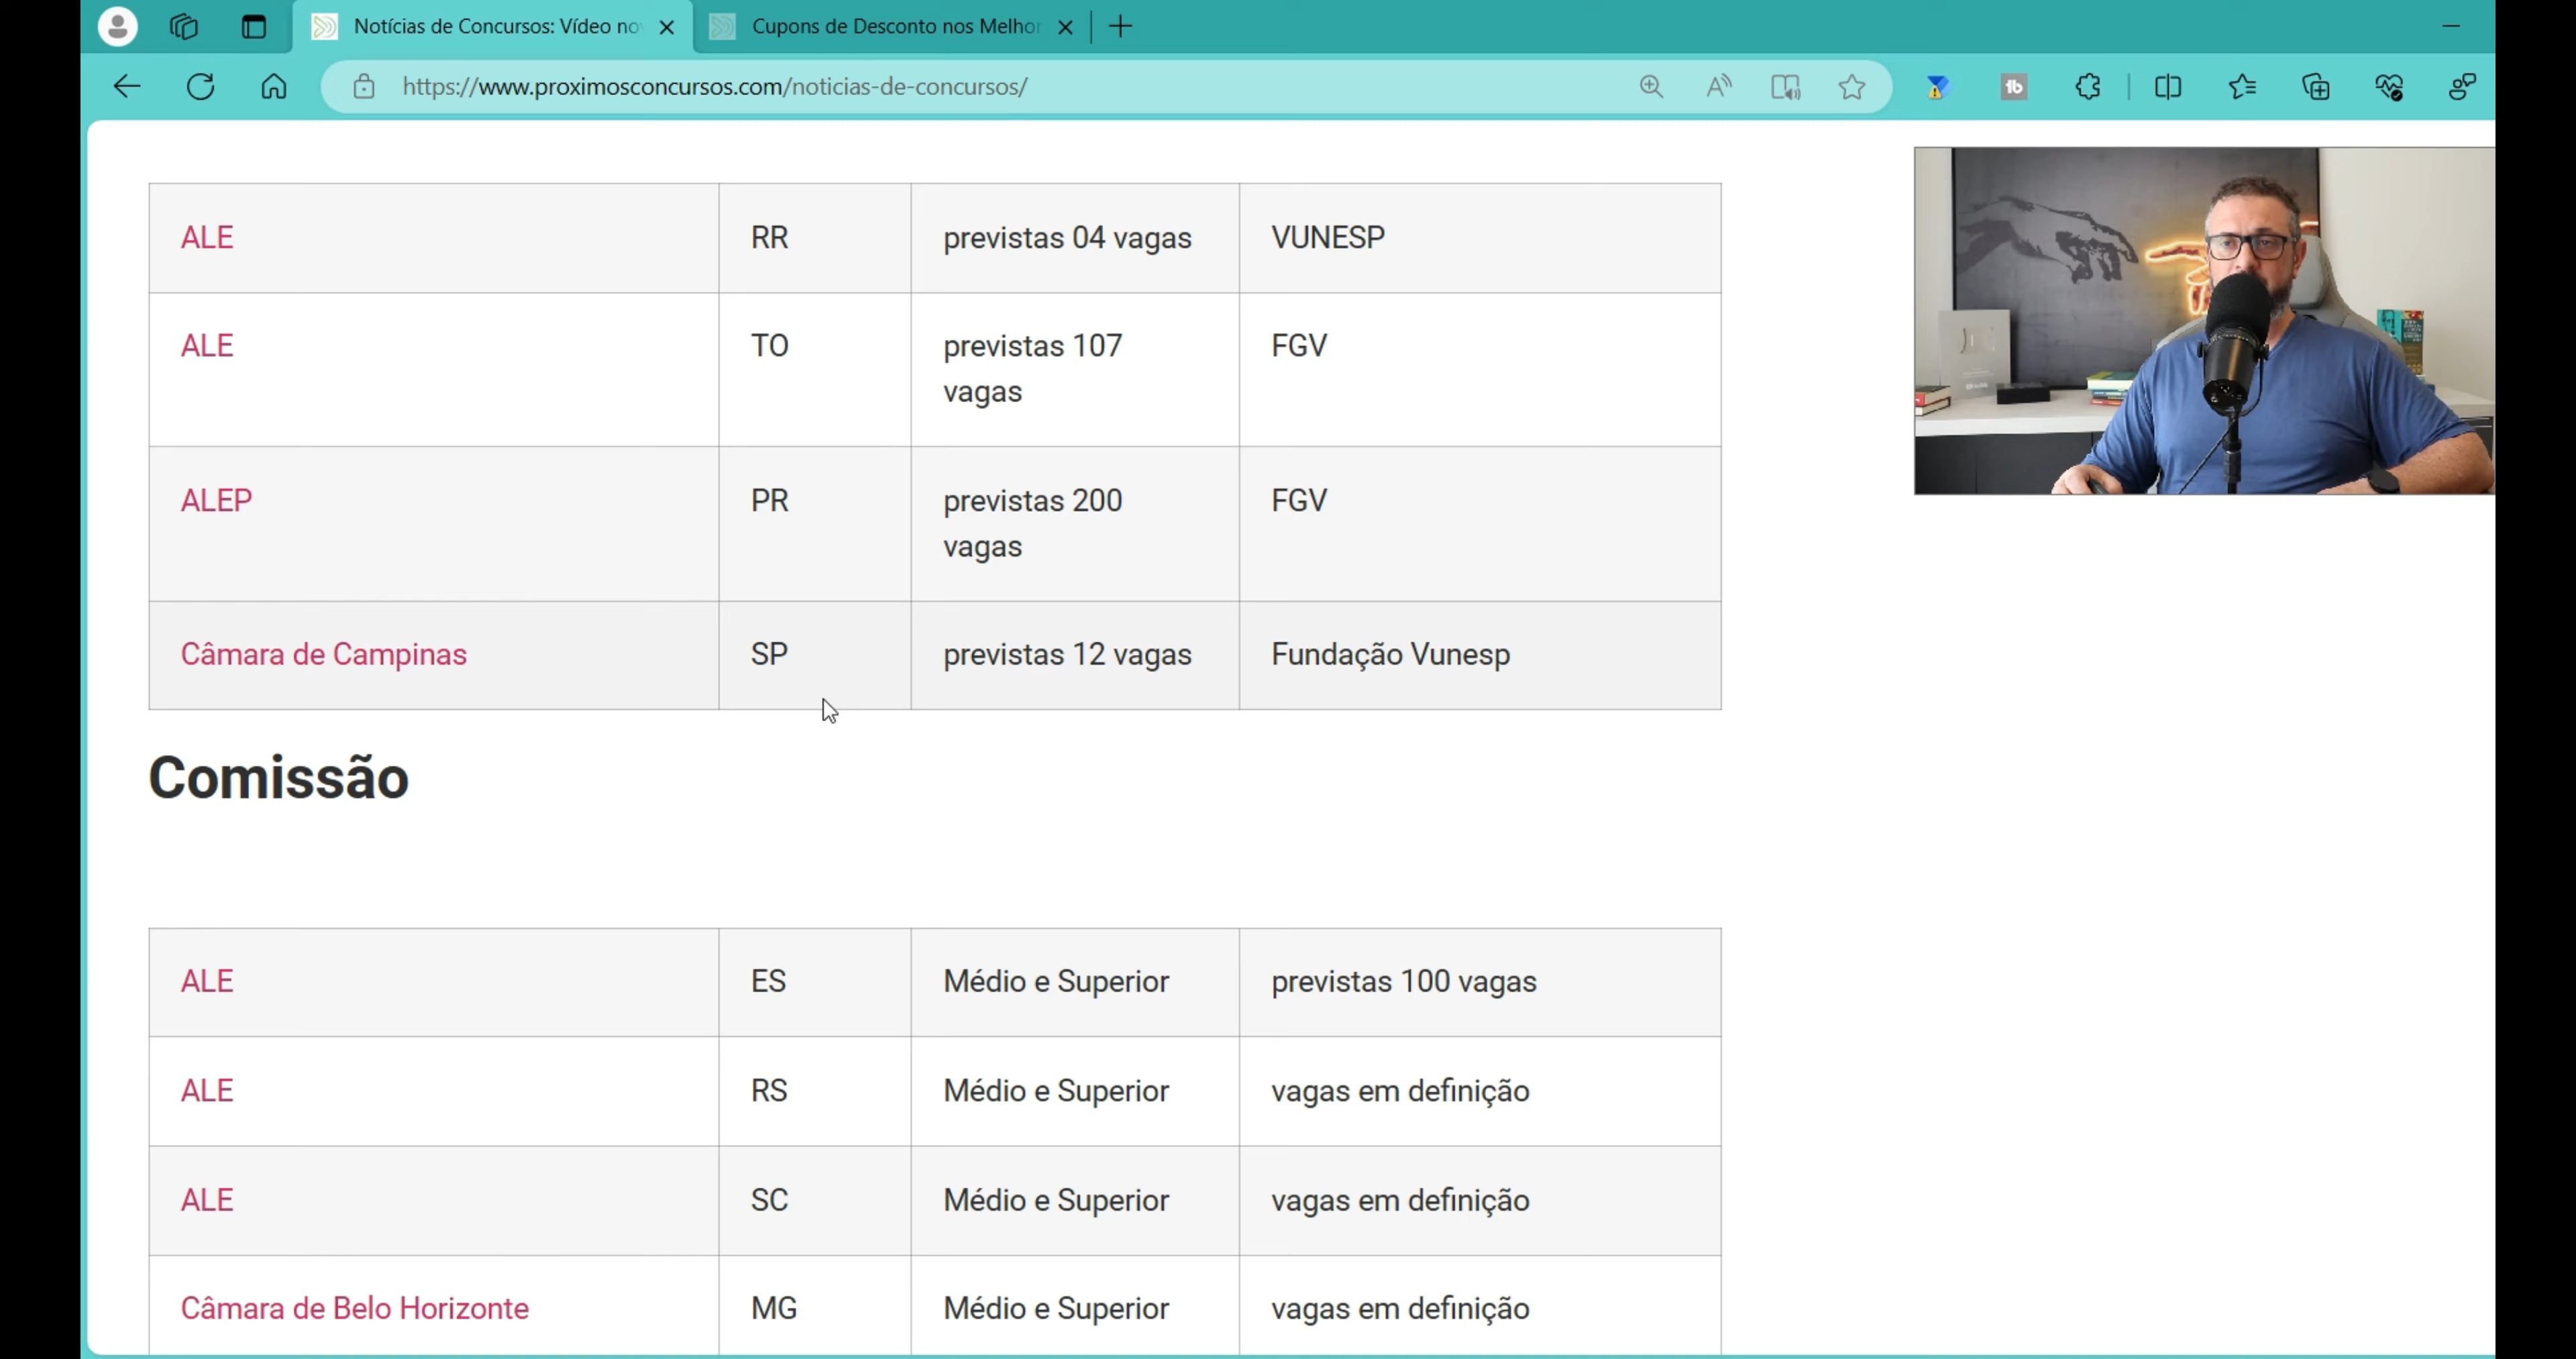 Notícias de Concursos: Vídeo no
Cupons de Desconto nos Melhor
https://www.proximosconcursos.com/noticias-de-concursos/
ALE RR previstas 04 vagas VUNESP
ALE TO previstas 107 FGV
vagas
ALEP PR previstas 200 FGV
vagas
Câmara de Campinas SP previstas 12 vagas Fundação Vunesp
Comissão
ALE ES Médio e Superior previstas 100 vagas
ALE RS Médio e Superior vagas em definição
ALE SC Médio e Superior vagas em definição
Câmara de Belo Horizonte MG Médio e Superior vagas em definição